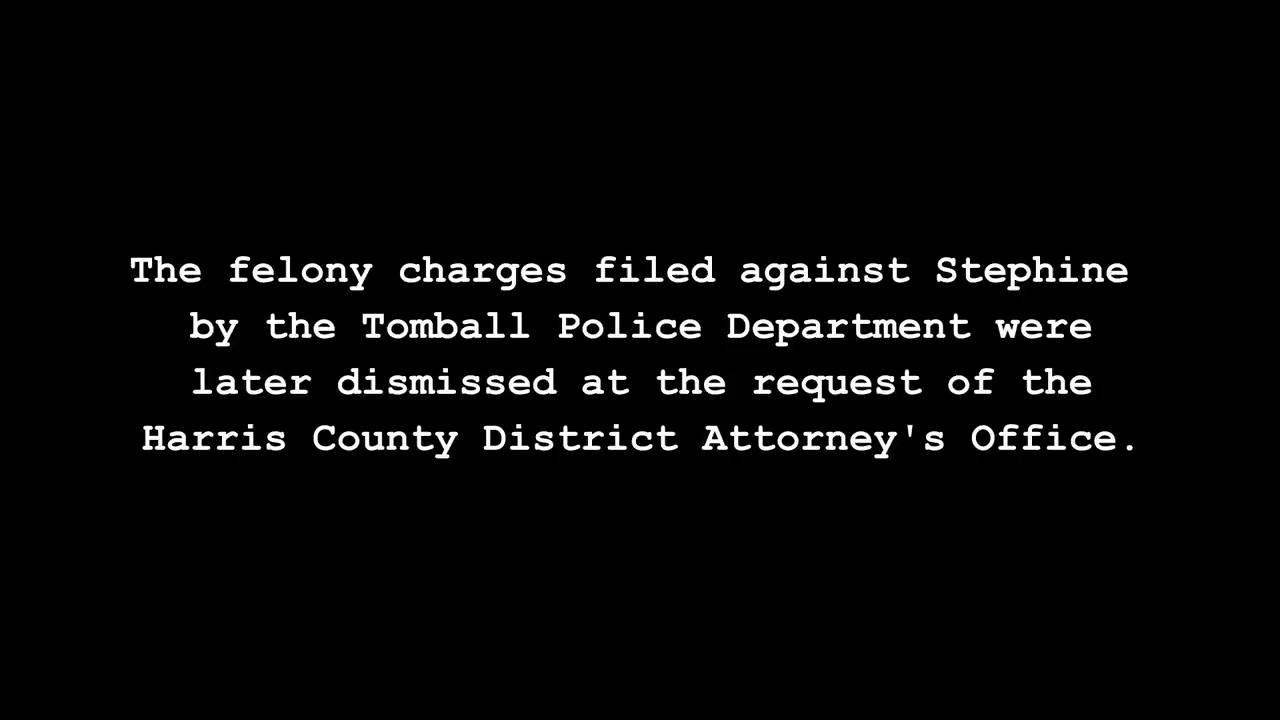 The felony charges filed against Stephine
by the Tomball Police Department were
later dismissed at the request of the
Harris County District Attorney's Office.